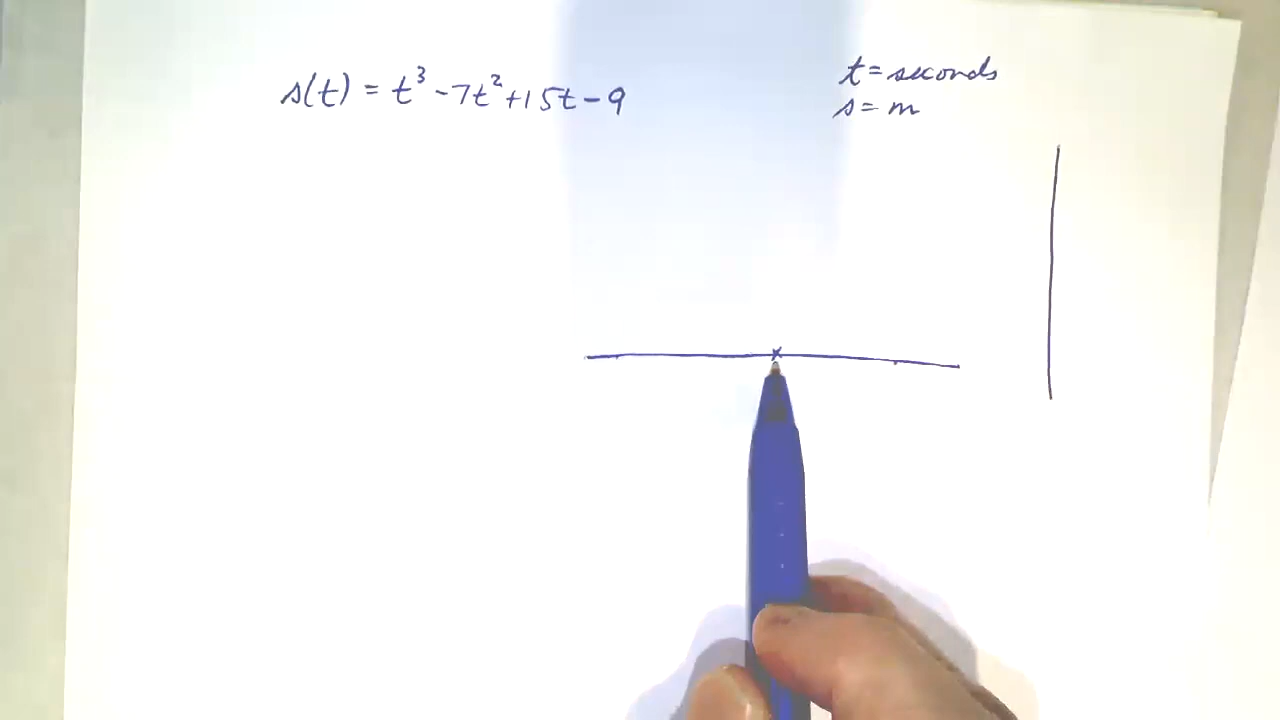 s(t) = t³ - 7t² + 15t - 9
t = seconds
s = m